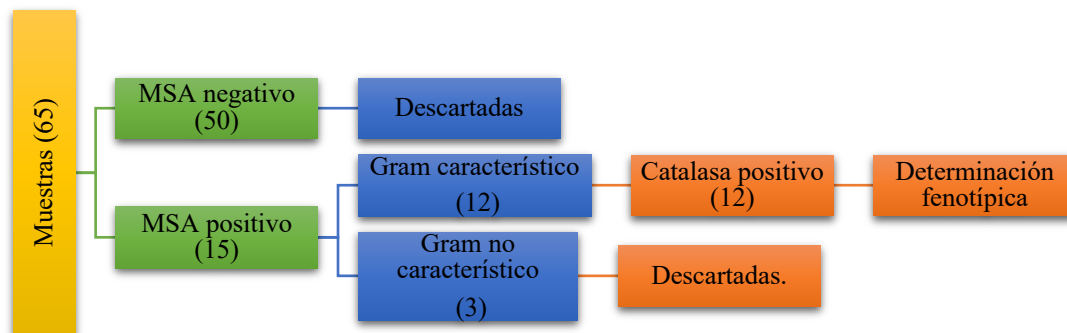 Muestras (65)
MSA negativo
(50)
Descartadas
MSA positivo
(15)
Gram característico
(12)
Catalasa positivo
(12)
Determinación
fenotípica
Gram no
característico
(3)
Descartadas.